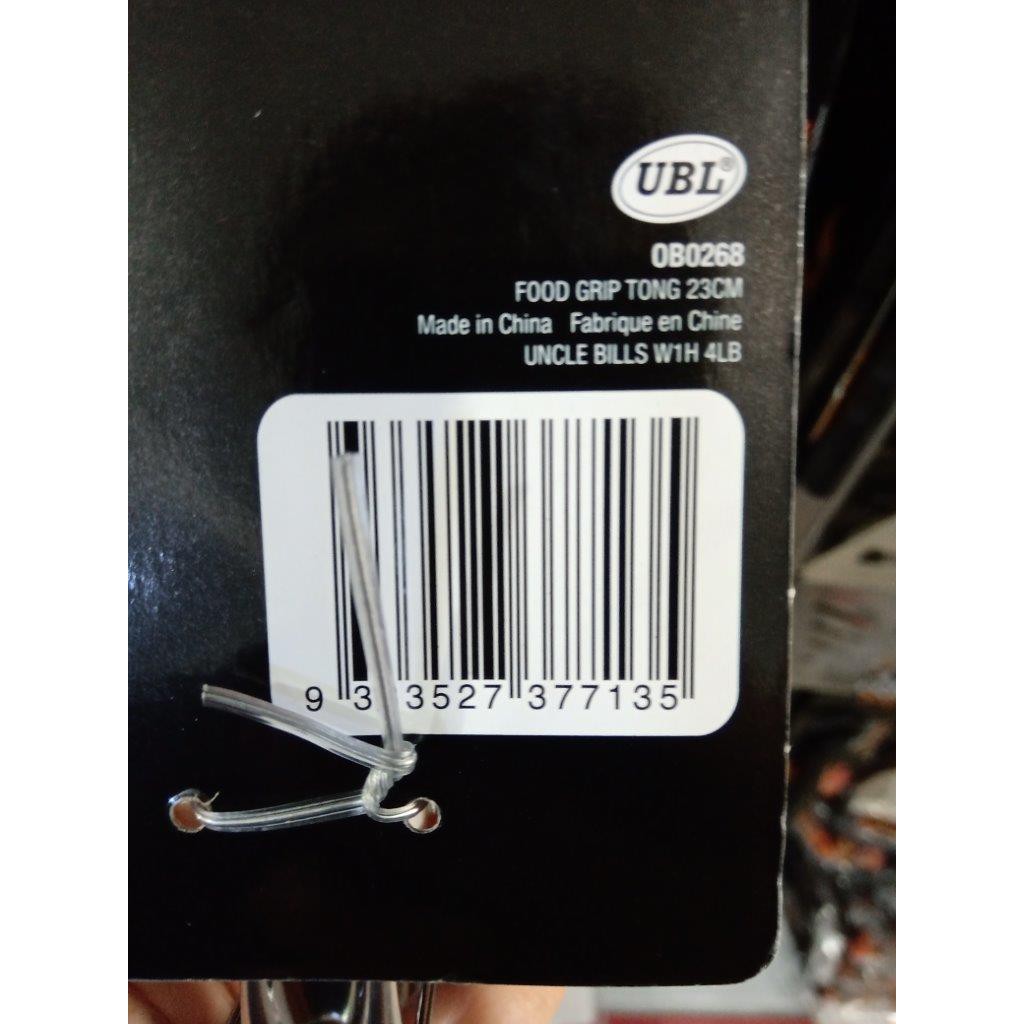 UBL®
OB0268
FOOD GRIP TONG 23CM
Made in China Fabrique en Chine
UNCLE BILLS W1H 4LB
9 3 3527 377135